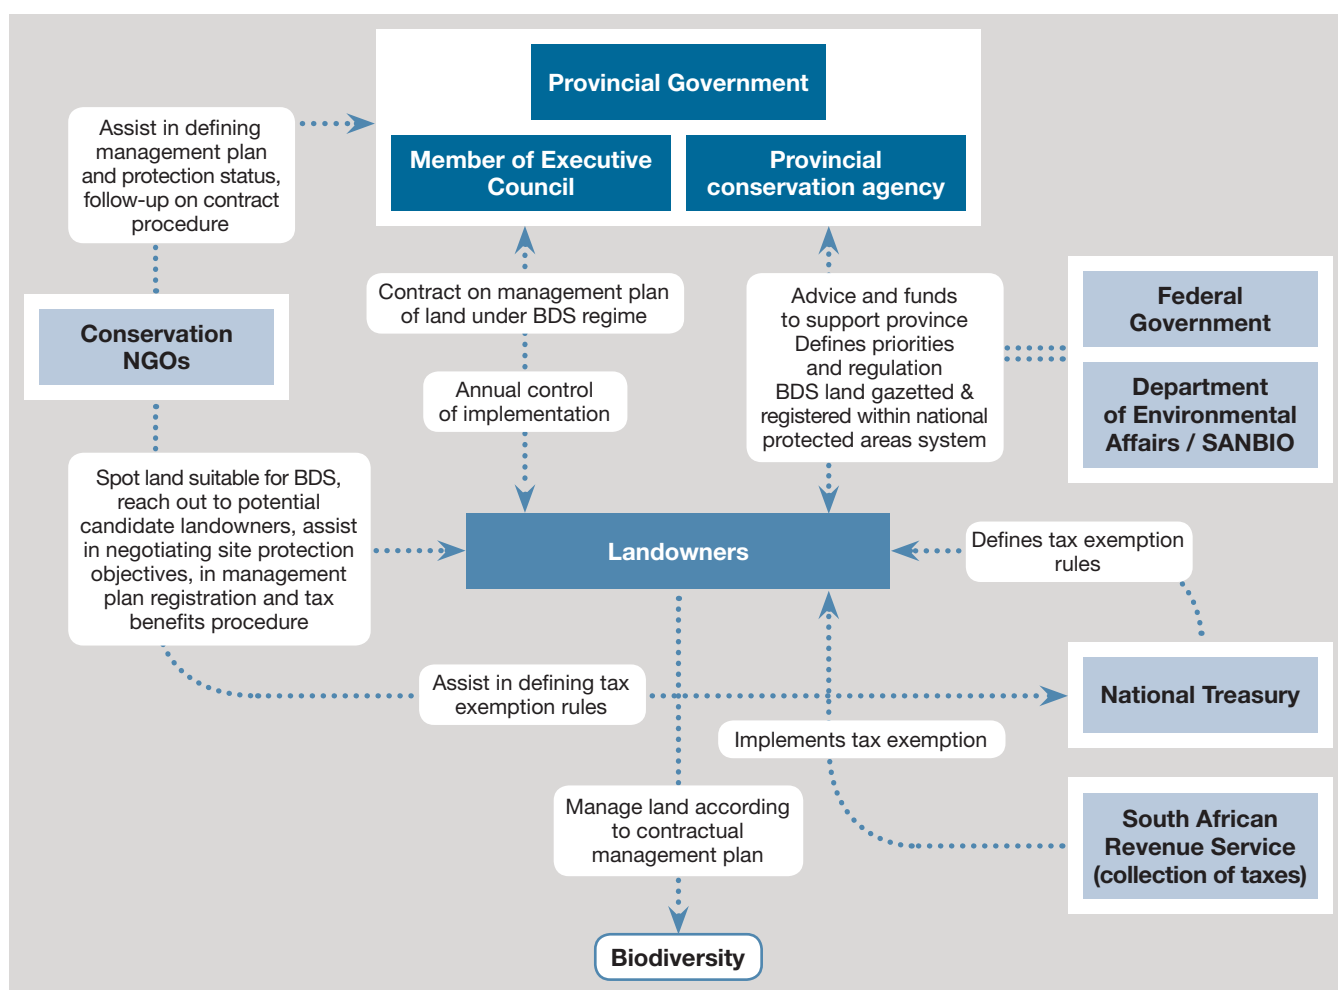 Provincial Government
Member of Executive
Council
Provincial
conservation agency
Assist in defining
management plan
and protection status,
follow-up on contract
procedure
Conservation
NGOs
Contract on management plan
of land under BDS regime
Annual control
of implementation
Advice and funds
to support province
Defines priorities
and regulation
BDS land gazetted &
registered within national
protected areas system
Federal
Government
Department
of Environmental
Affairs / SANBIO
Spot land suitable for BDS,
reach out to potential
candidate landowners, assist
in negotiating site protection
objectives, in management
plan registration and tax
benefits procedure
Landowners
Defines tax exemption
rules
Assist in defining tax
exemption rules
National Treasury
Implements tax exemption
Manage land according
to contractual
management plan
South African
Revenue Service
(collection of taxes)
Biodiversity